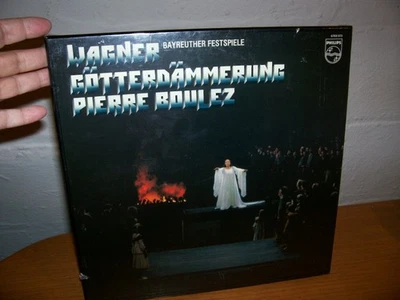 WAGNER BAYREUTHER FESTSPIELE
GÖTTERDÄMMERUNG
PIERRE BOULEZ
PHILIPS